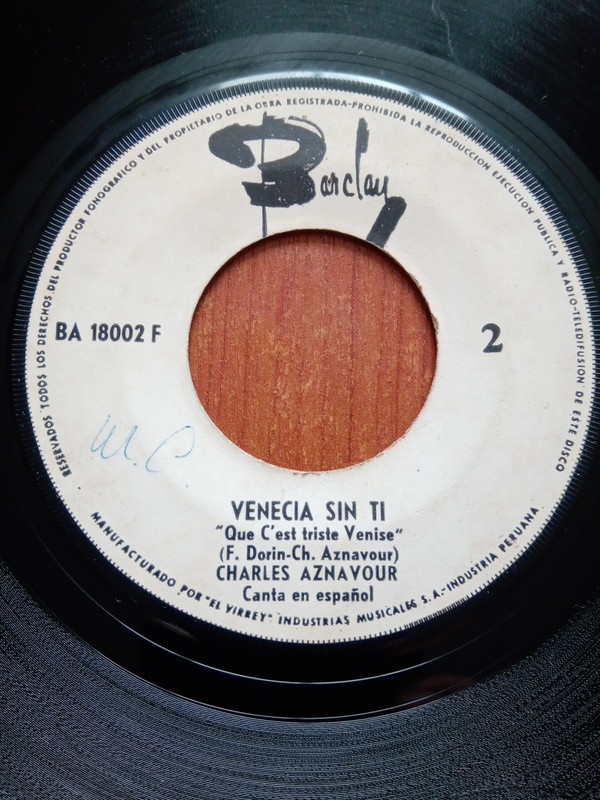 RESERVADOS TODOS LOS DERECHOS DEL PRODUCTOR FONOGRAFICO Y DEL PROPIETARIO DE LA OBRA REGISTRADA-PROHIBIDA LA REPRODUCCION EJECUCION PUBLICA Y RADIO-TELEDIFUSION DE ESTE DISCO
Barclay
BA 18002 F
2
M.C.
VENECIA SIN TI
"Que C'est triste Venise"
(F. Dorin-Ch. Aznavour)
CHARLES AZNAVOUR
Canta en español
MANUFACTURADO POR "EL VIRREY" INDUSTRIAS MUSICALES S.A.-INDUSTRIA PERUANA